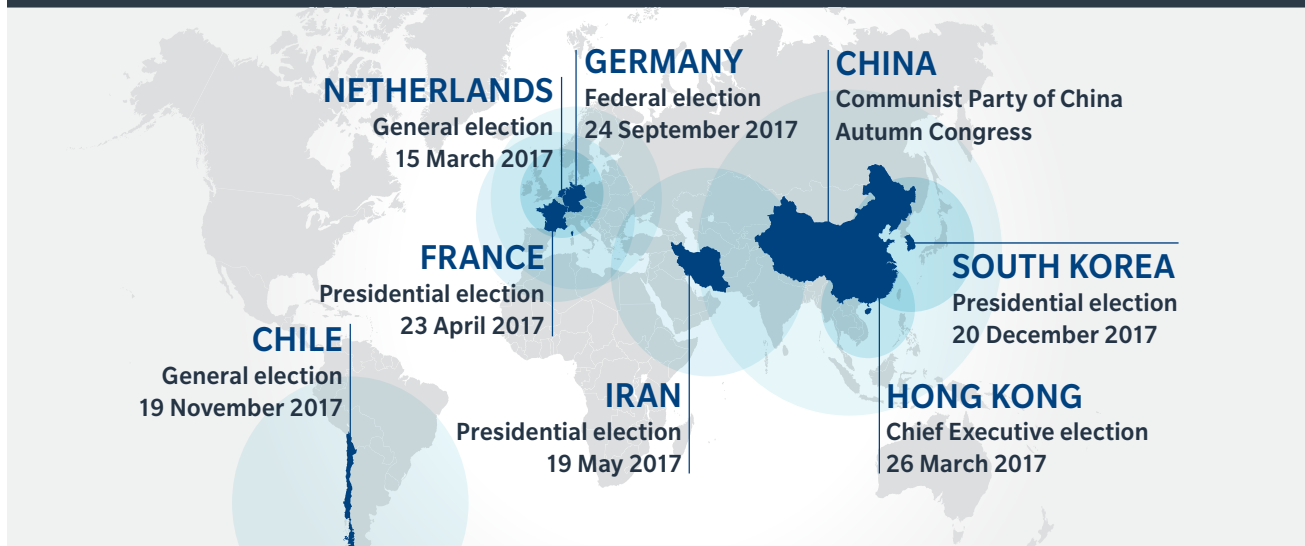 GERMANY
Federal election
24 September 2017
CHINA
Communist Party of China
Autumn Congress
NETHERLANDS
General election
15 March 2017
FRANCE
Presidential election
23 April 2017
SOUTH KOREA
Presidential election
20 December 2017
CHILE
General election
19 November 2017
IRAN
Presidential election
19 May 2017
HONG KONG
Chief Executive election
26 March 2017